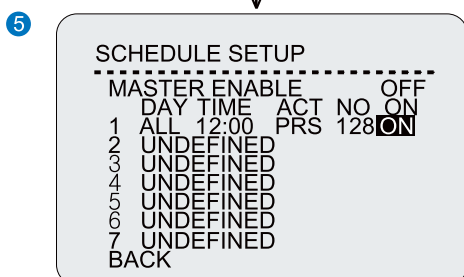 5
SCHEDULE SETUP
MASTER ENABLE OFF
DAY TIME ACT NO ON
1 ALL 12:00 PRS 128 ON
2 UNDEFINED
3 UNDEFINED
4 UNDEFINED
5 UNDEFINED
6 UNDEFINED
7 UNDEFINED
BACK